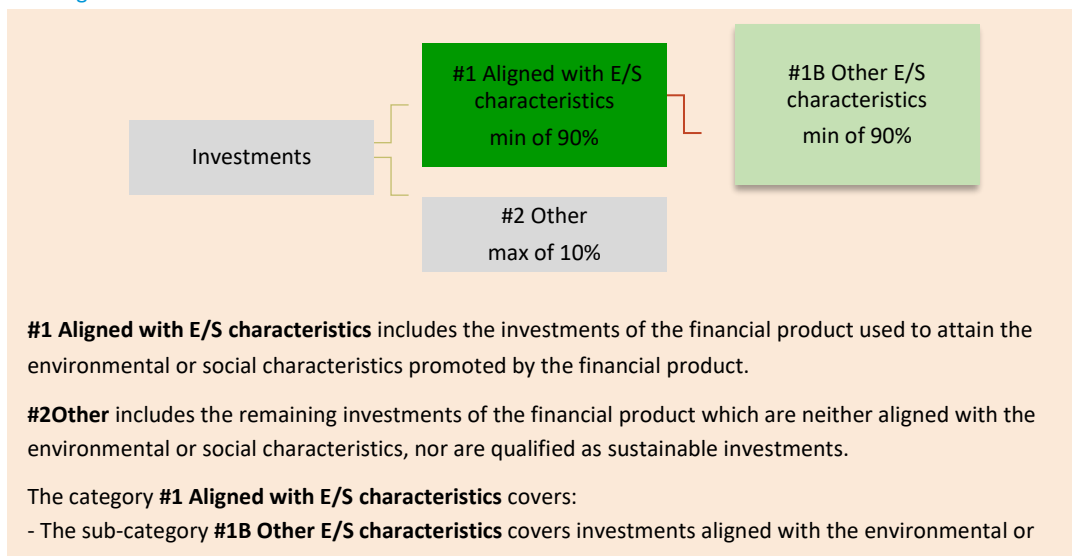 #1 Aligned with E/S
characteristics
min of 90%
#1B Other E/S
characteristics
min of 90%
Investments
#2 Other
max of 10%
#1 Aligned with E/S characteristics includes the investments of the financial product used to attain the
environmental or social characteristics promoted by the financial product.
#2Other includes the remaining investments of the financial product which are neither aligned with the
environmental or social characteristics, nor are qualified as sustainable investments.
The category #1 Aligned with E/S characteristics covers:
- The sub-category #1B Other E/S characteristics covers investments aligned with the environmental or